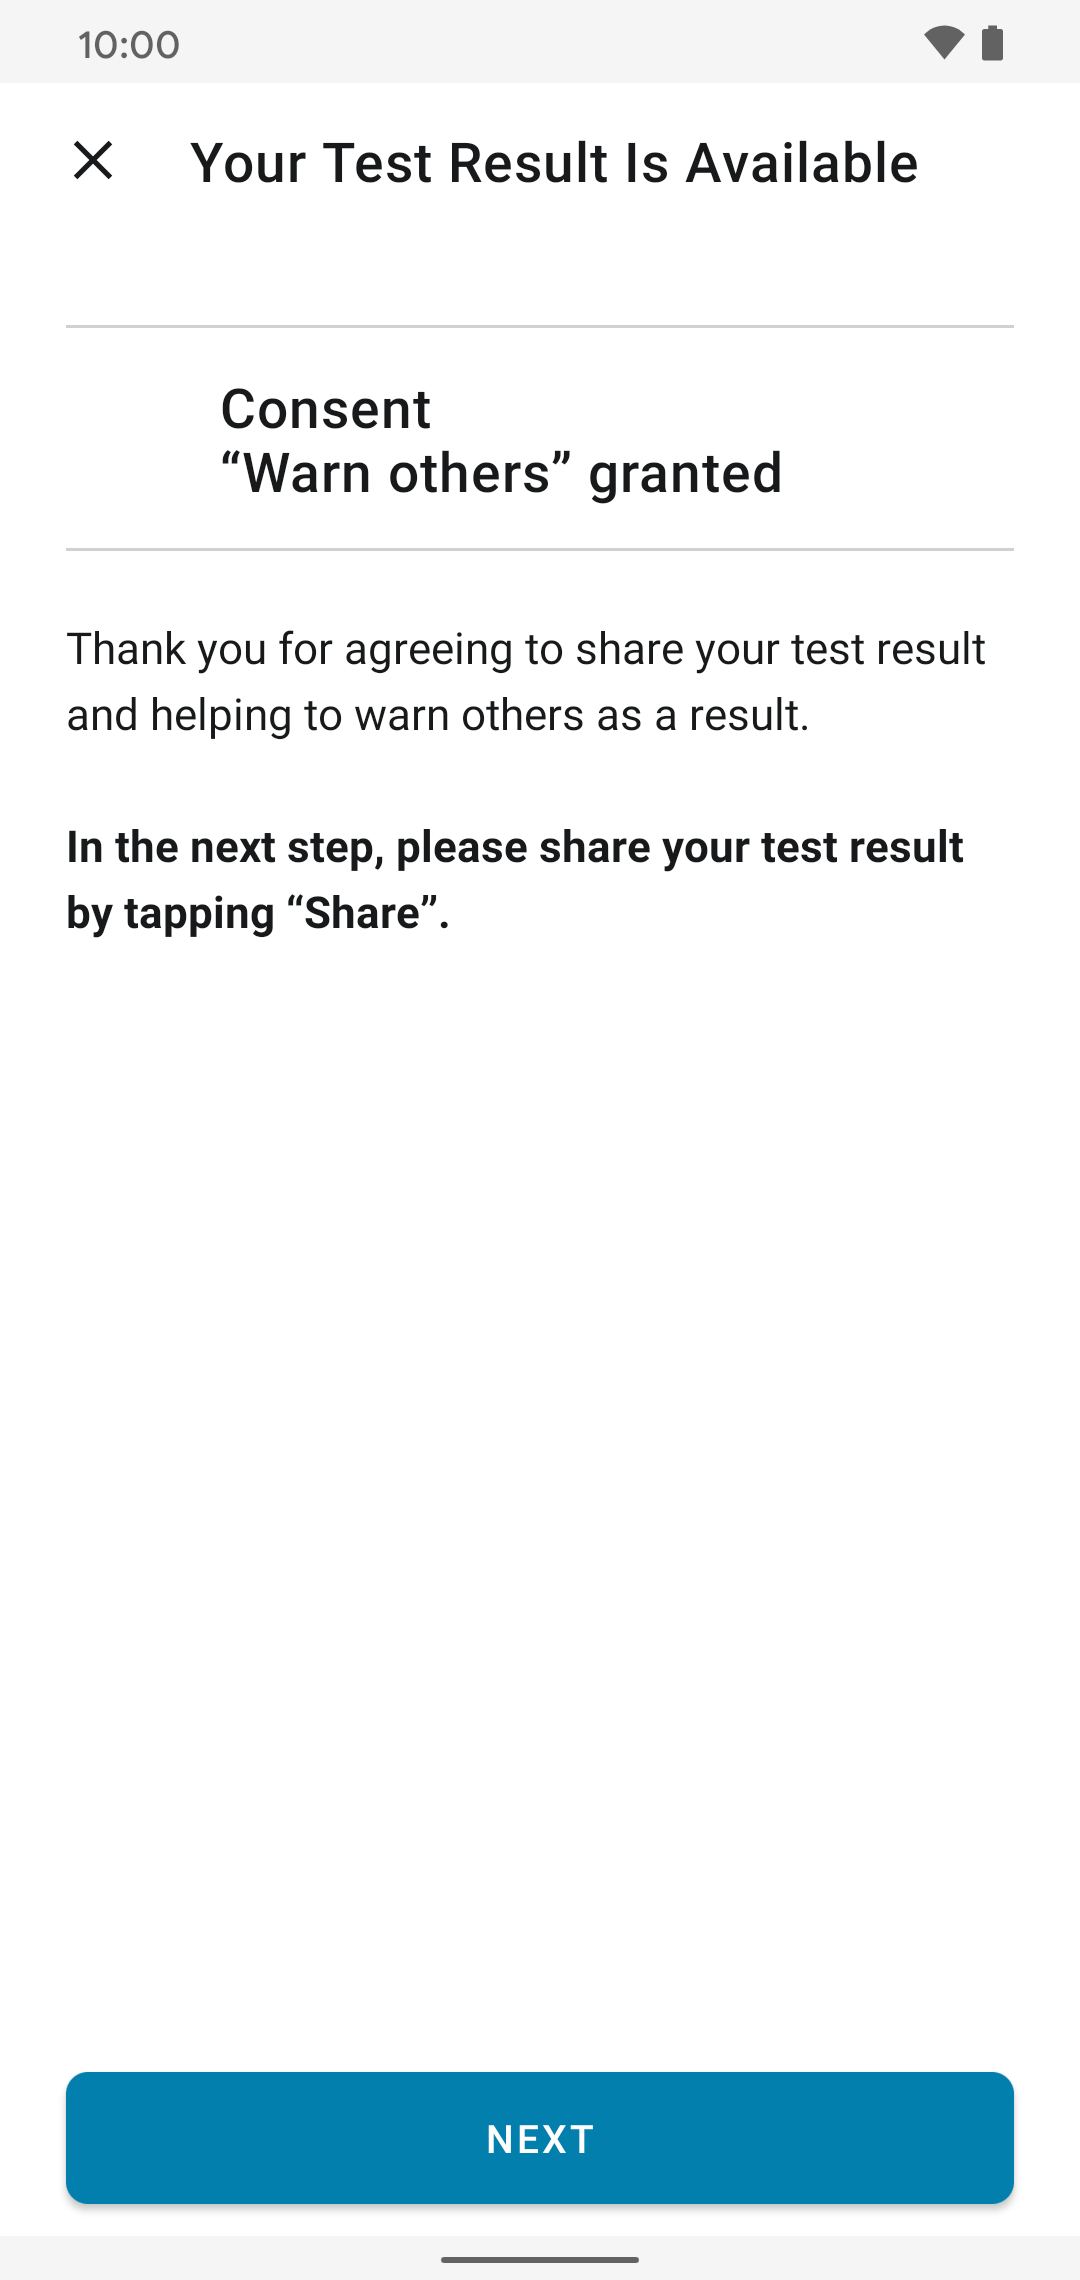 10:00
Your Test Result Is Available
Consent
“Warn others” granted
Thank you for agreeing to share your test result
and helping to warn others as a result.
In the next step, please share your test result
by tapping “Share”.
NEXT